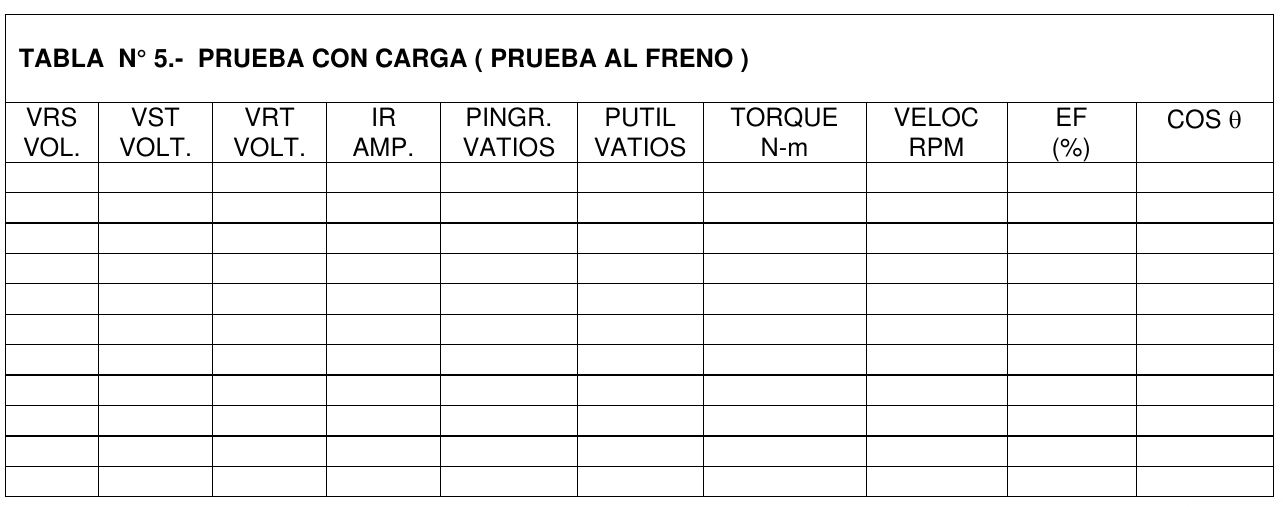 TABLA N° 5.- PRUEBA CON CARGA ( PRUEBA AL FRENO )
VRS VST VRT IR PINGR. PUTIL TORQUE VELOC EF COS θ
VOL. VOLT. VOLT. AMP. VATIOS VATIOS N-m RPM (%)